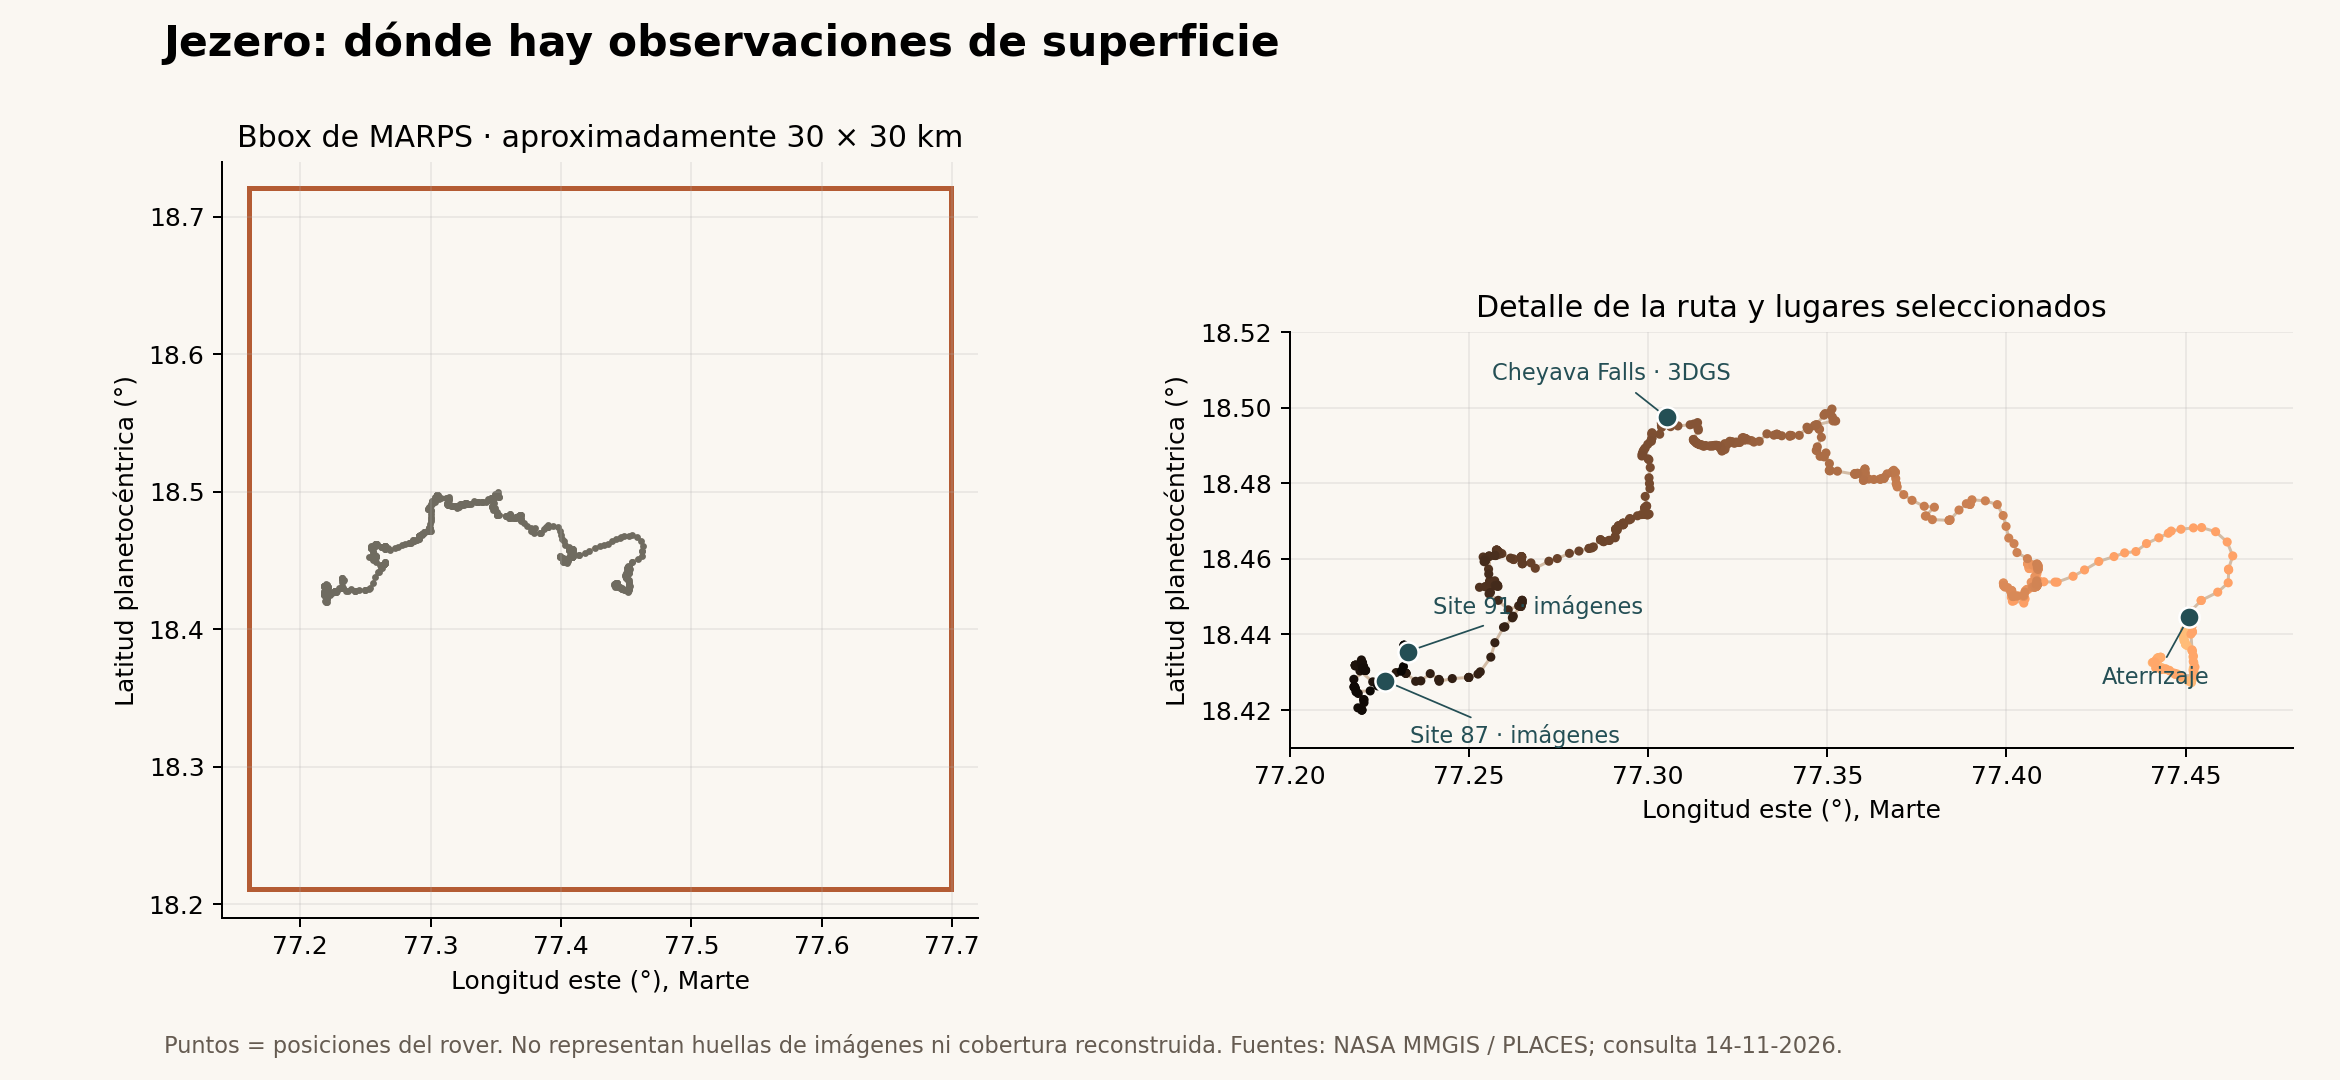 Jezero: dónde hay observaciones de superficie
Bbox de MARPS · aproximadamente 30 × 30 km
Latitud planetocéntrica (°)
18.7
18.6
18.5
18.4
18.3
18.2
77.2
77.3
77.4
77.5
77.6
77.7
Longitud este (°), Marte
Detalle de la ruta y lugares seleccionados
Latitud planetocéntrica (°)
18.52
18.50
18.48
18.46
18.44
18.42
Cheyava Falls · 3DGS
Site 91 · imágenes
Aterrizaje
Site 87 · imágenes
77.20
77.25
77.30
77.35
77.40
77.45
Longitud este (°), Marte
Puntos = posiciones del rover. No representan huellas de imágenes ni cobertura reconstruida. Fuentes: NASA MMGIS / PLACES; consulta 14-11-2026.